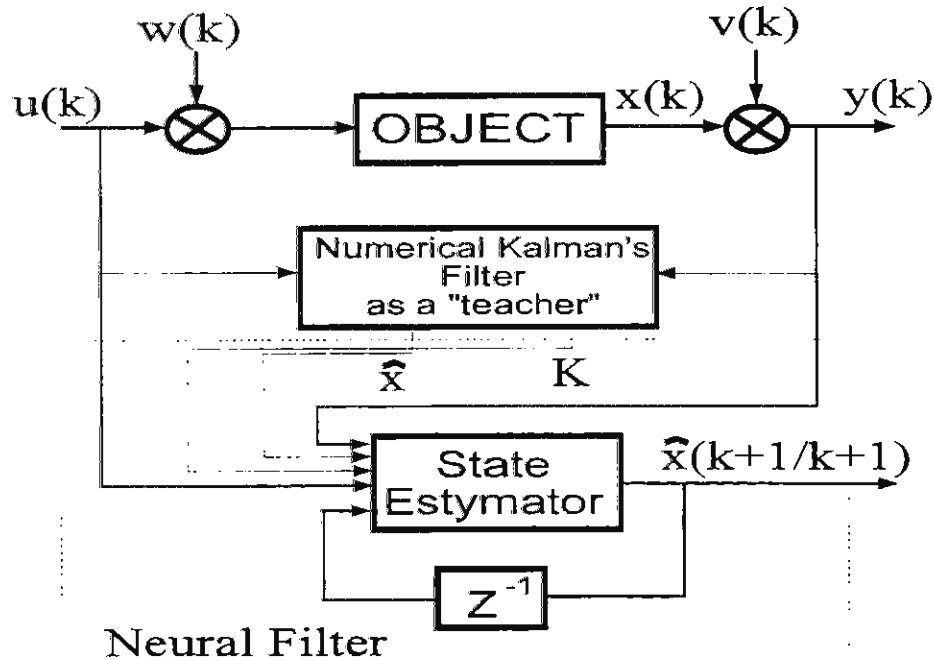 w(k)
v(k)
u(k)
OBJECT
x(k)
y(k)
Numerical Kalman's
Filter
as a "teacher"
x̂
K
State
Estymator
x̂(k+1/k+1)
Z⁻¹
Neural Filter